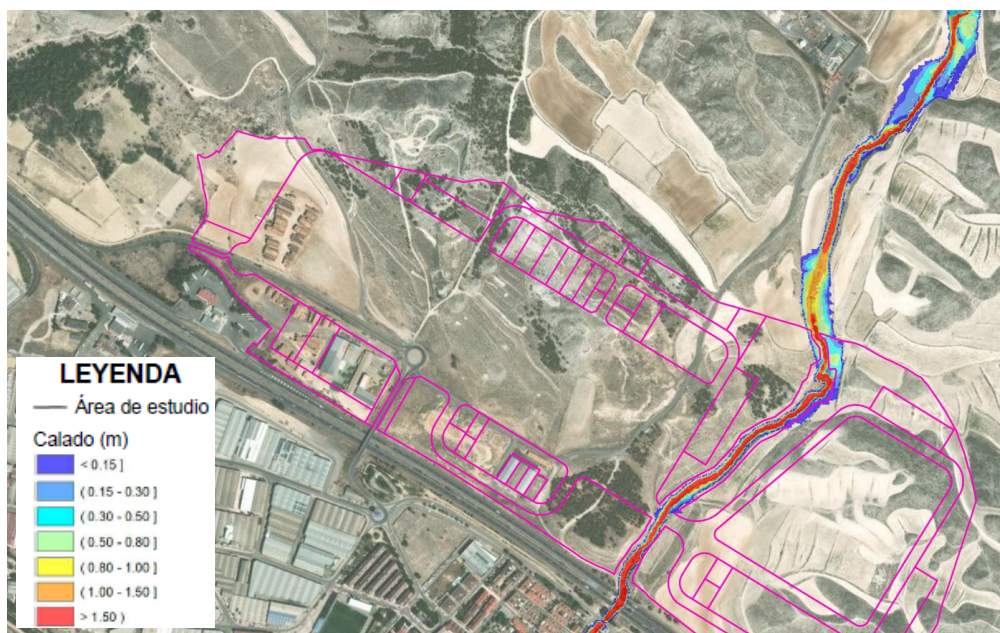 LEYENDA
Área de estudio
Calado (m)
< 0.15 ]
( 0.15 - 0.30 ]
( 0.30 - 0.50 ]
( 0.50 - 0.80 ]
( 0.80 - 1.00 ]
( 1.00 - 1.50 ]
> 1.50 )